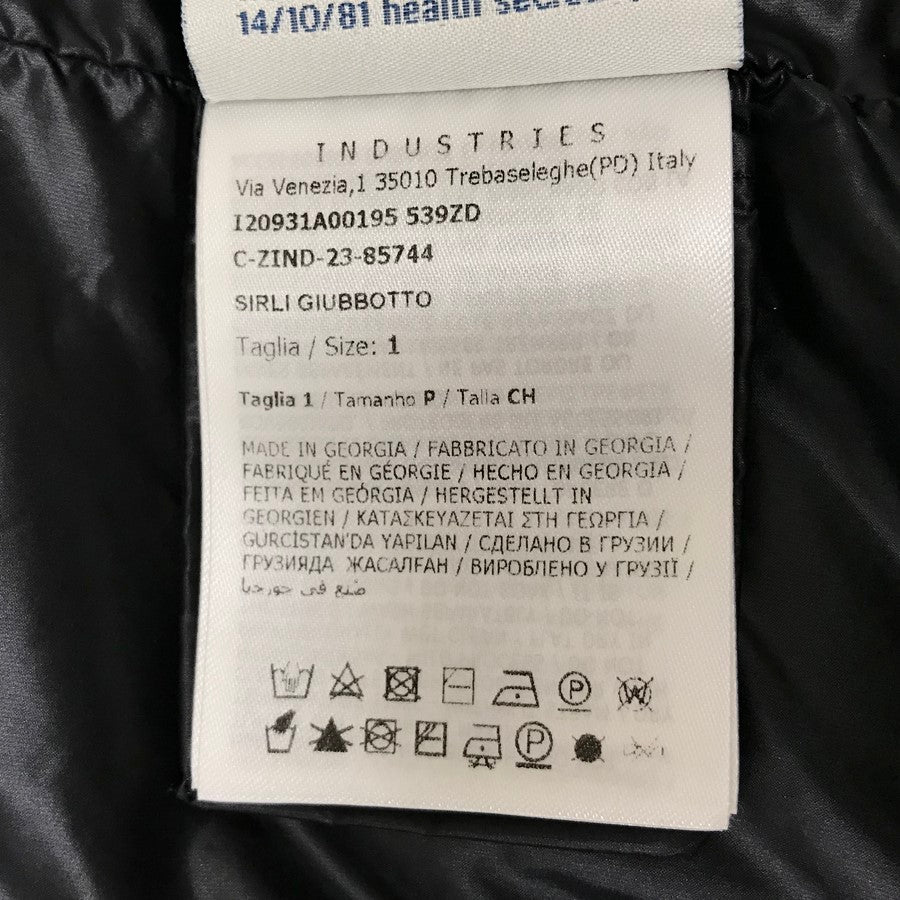 14/10/81 health
INDUSTRIES
Via Venezia,1 35010 Trebaseleghe(PD) Italy
I20931A00195 539ZD
C-ZIND-23-85744
SIRLI GIUBBOTTO
Taglia / Size: 1
Taglia 1 / Tamanho P / Talla CH
MADE IN GEORGIA / FABBRICATO IN GEORGIA /
FABRIQUÉ EN GÉORGIE / HECHO EN GEORGIA /
FEITA EM GEÓRGIA / HERGESTELLT IN
GEORGIEN / ΚΑΤΑΣΚΕΥΑΖΕΤΑΙ ΣΤΗ ΓΕΩΡΓΙΑ /
GURCİSTAN'DA YAPILAN / СДЕЛАНО В ГРУЗИИ /
ГРУЗИЯДА ЖАСАЛҒАН / ВИРОБЛЕНО У ГРУЗІЇ /
صنع في جورجيا
P W
P